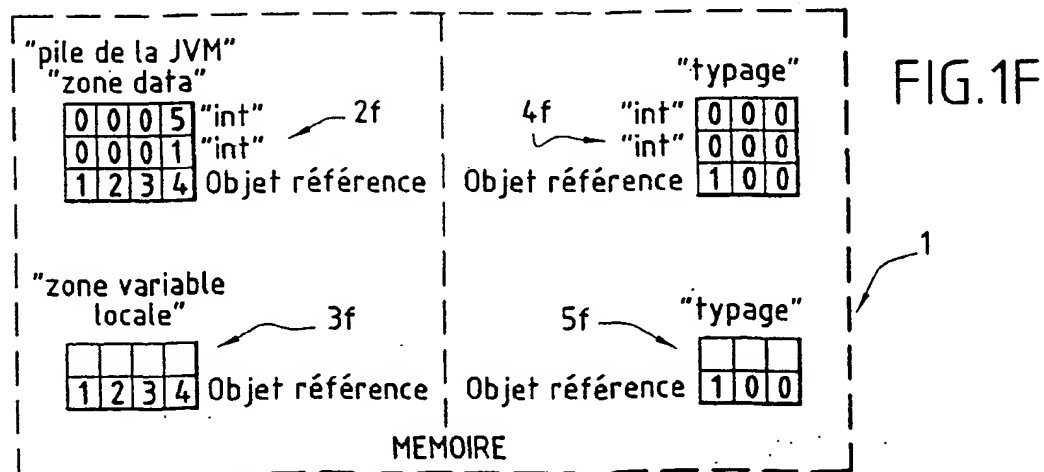 "pile de la JVM"
"zone data"
0 0 0 5 "int"
0 0 0 1 "int"
1 2 3 4 Objet référence
2f
"typage"
"int" 0 0 0
"int" 0 0 0
Objet référence 1 0 0
4f
FIG.1F
"zone variable
locale"
3f
1 2 3 4 Objet référence
"typage"
5f
Objet référence 1 0 0
1
MEMOIRE